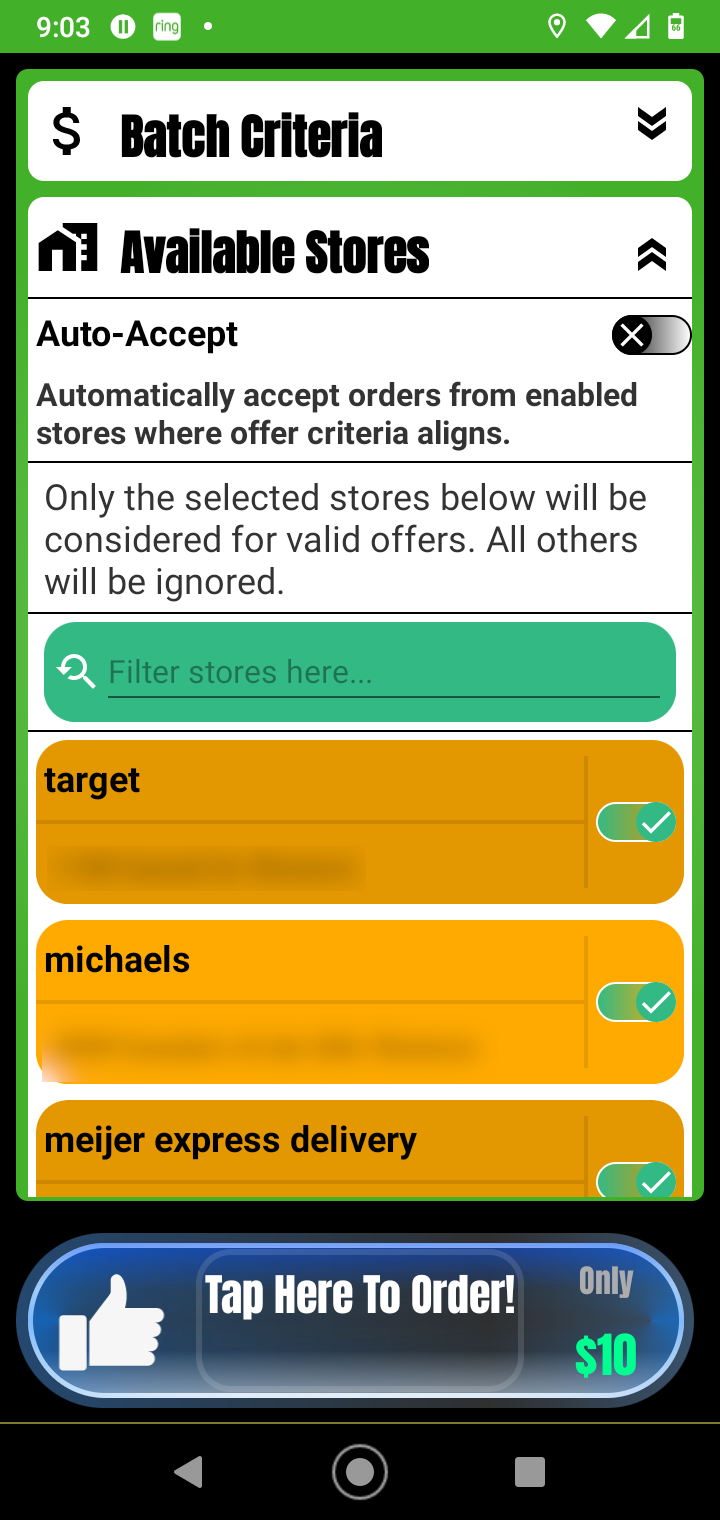 9:03
ring
66
$ Batch Criteria
Available Stores
Auto-Accept
Automatically accept orders from enabled
stores where offer criteria aligns.
Only the selected stores below will be
considered for valid offers. All others
will be ignored.
Filter stores here...
target
michaels
meijer express delivery
Tap Here To Order!
Only
$10